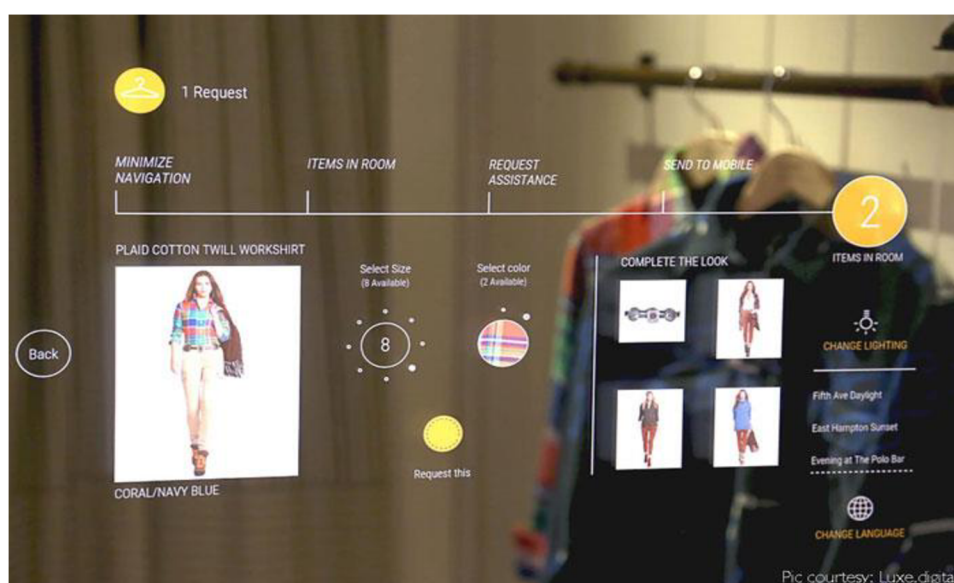 1 Request
MINIMIZE
NAVIGATION
ITEMS IN ROOM
REQUEST
ASSISTANCE
SEND TO MOBILE
2
ITEMS IN ROOM
PLAID COTTON TWILL WORKSHIRT
Select Size
(8 Available)
8
Select color
(2 Available)
COMPLETE THE LOOK
Back
Request this
CORAL/NAVY BLUE
CHANGE LIGHTING
Fifth Ave Daylight
East Hampton Sunset
Evening at The Polo Bar
CHANGE LANGUAGE
Pic courtesy: Luxe.digital